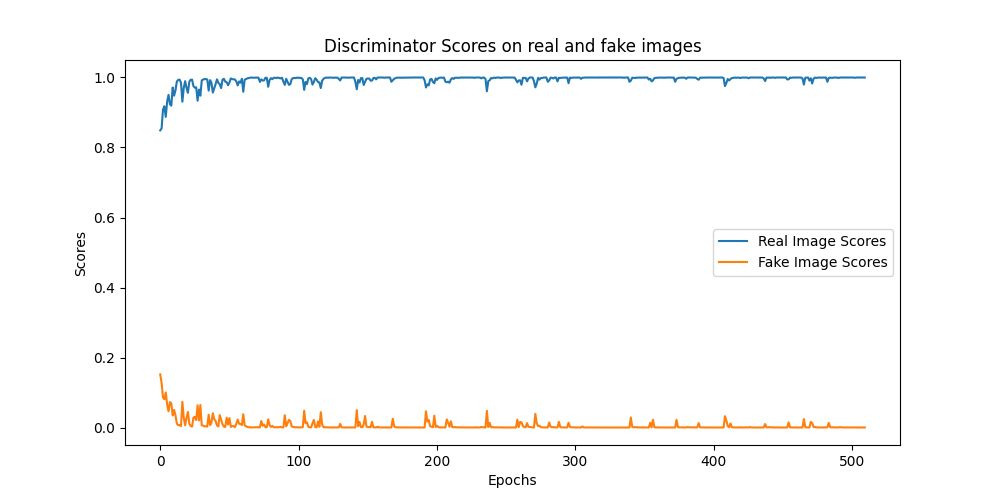 Discriminator Scores on real and fake images
1.0
0.8
0.6
0.4
0.2
0.0
Scores
Real Image Scores
Fake Image Scores
0 100 200 300 400 500
Epochs